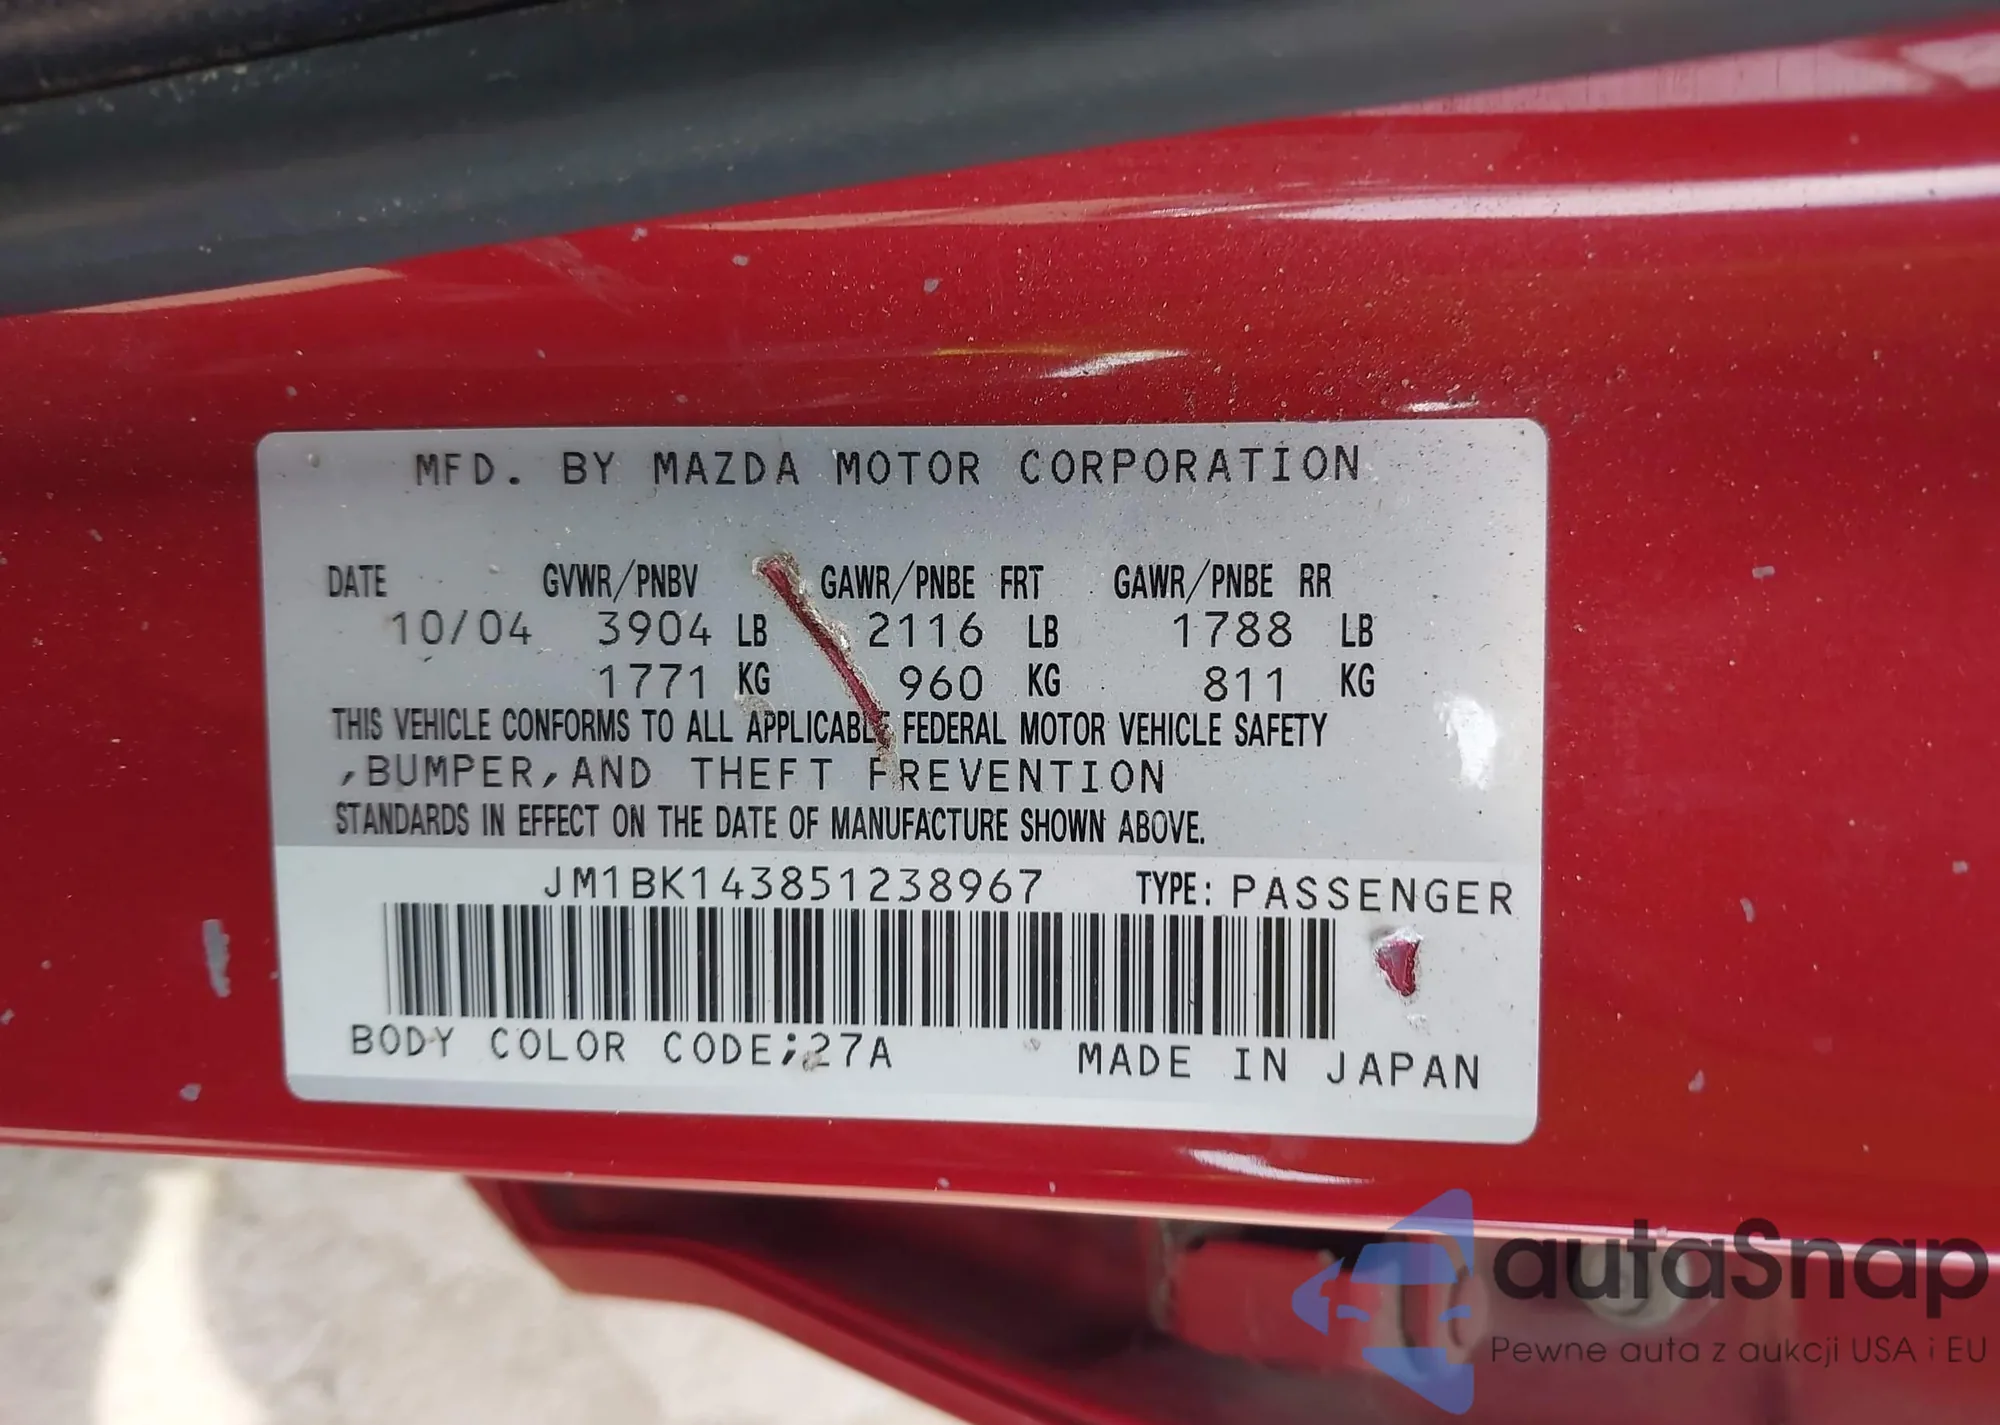 MFD. BY MAZDA MOTOR CORPORATION
DATE GVWR/PNBV GAWR/PNBE FRT GAWR/PNBE RR
10/04 3904 LB 2116 LB 1788 LB
1771 KG 960 KG 811 KG
THIS VEHICLE CONFORMS TO ALL APPLICABLE FEDERAL MOTOR VEHICLE SAFETY
,BUMPER,AND THEFT PREVENTION
STANDARDS IN EFFECT ON THE DATE OF MANUFACTURE SHOWN ABOVE.
JM1BK143851238967 TYPE: PASSENGER
BODY COLOR CODE;27A MADE IN JAPAN
autaSnap
Pewne auta z aukcji USA i EU